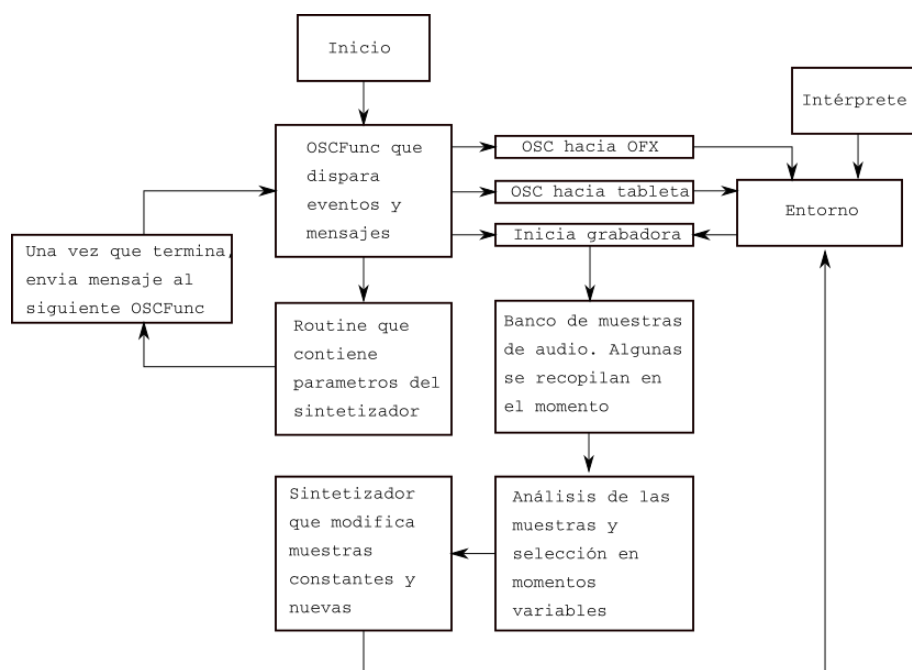 Inicio
Intérprete
OSCFunc que
dispara
eventos y
mensajes
OSC hacia OFX
OSC hacia tableta
Inicia grabadora
Entorno
Una vez que termina,
envia mensaje al
siguiente OSCFunc
Routine que
contiene
parametros del
sintetizador
Banco de muestras
de audio. Algunas
se recopilan en
el momento
Sintetizador
que modifica
muestras
constantes y
nuevas
Análisis de las
muestras y
selección en
momentos
variables